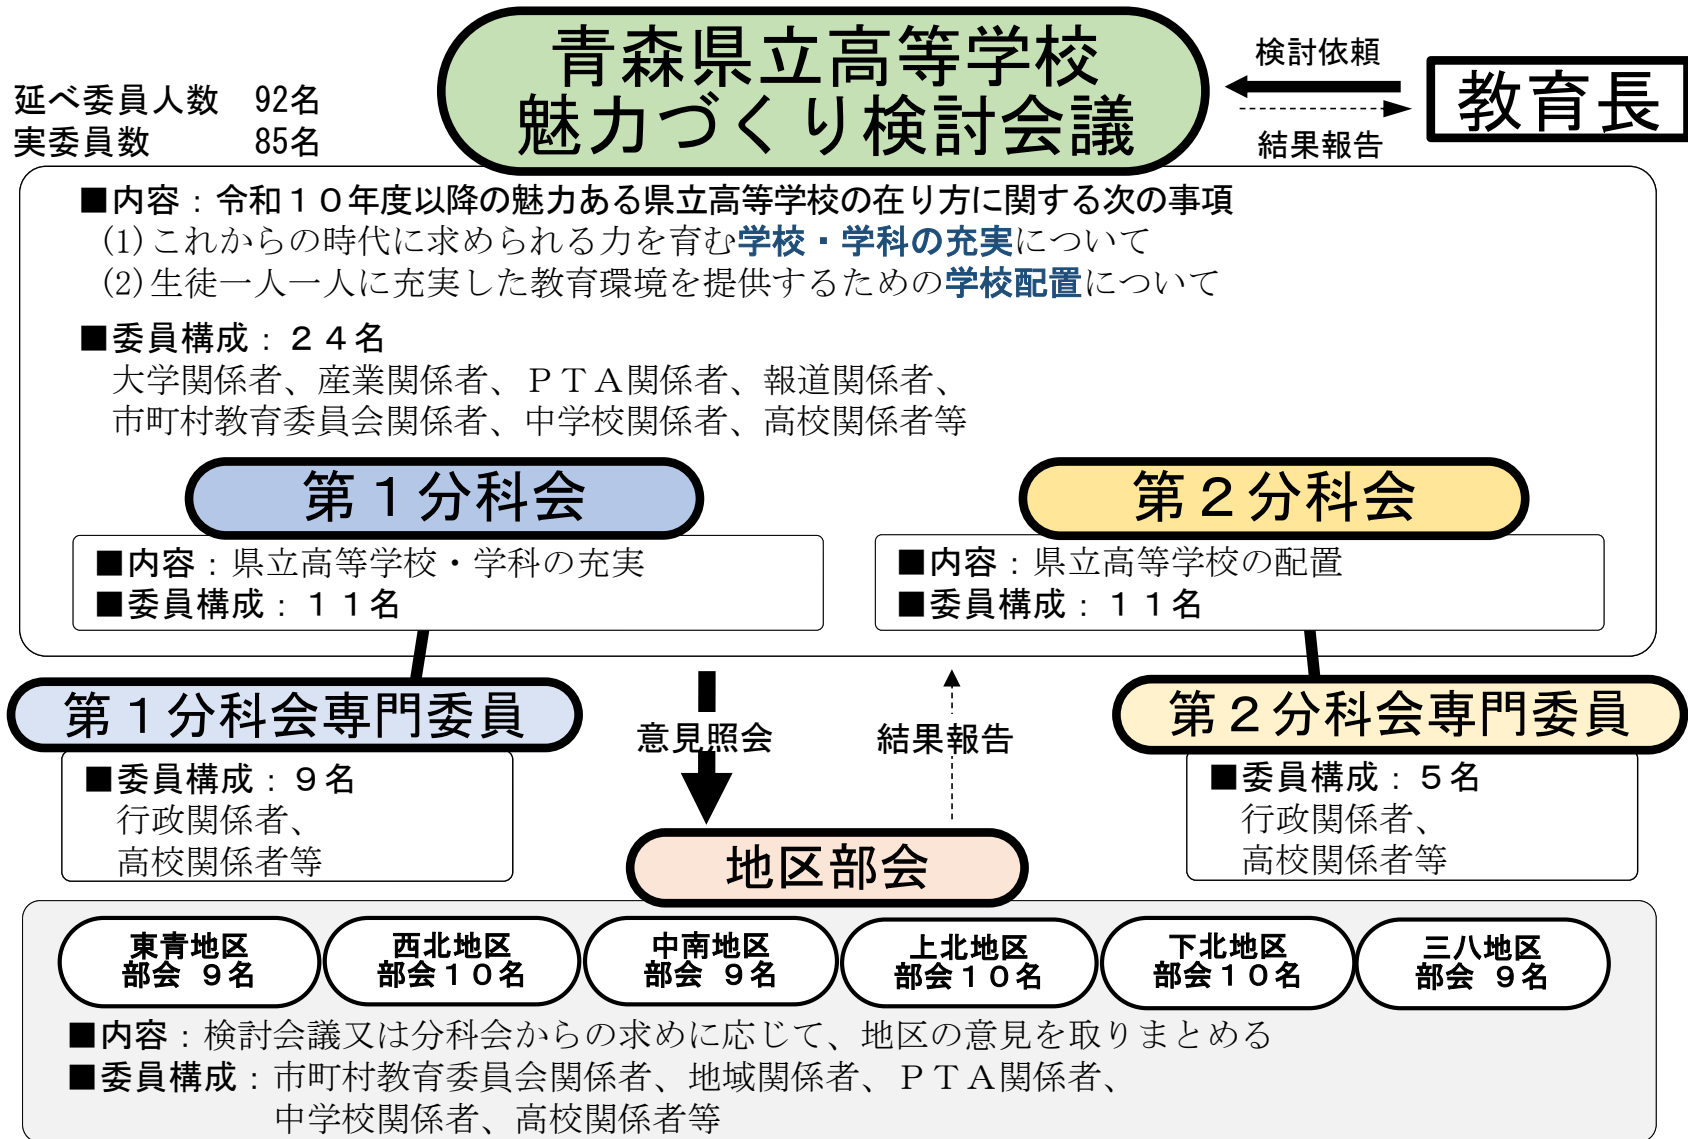 青森県立高等学校
魅力づくり検討会議
検討依頼
結果報告
教育長
延べ委員人数　92名
実委員数　　　85名
■内容：令和１０年度以降の魅力ある県立高等学校の在り方に関する次の事項
(1)これからの時代に求められる力を育む学校・学科の充実について
(2)生徒一人一人に充実した教育環境を提供するための学校配置について
■委員構成：２４名
大学関係者、産業関係者、ＰＴＡ関係者、報道関係者、
市町村教育委員会関係者、中学校関係者、高校関係者等
第１分科会
■内容：県立高等学校・学科の充実
■委員構成：１１名
第２分科会
■内容：県立高等学校の配置
■委員構成：１１名
第１分科会専門委員
■委員構成：９名
行政関係者、
高校関係者等
意見照会
結果報告
第２分科会専門委員
■委員構成：５名
行政関係者、
高校関係者等
地区部会
東青地区
部会 ９名
西北地区
部会１０名
中南地区
部会 ９名
上北地区
部会１０名
下北地区
部会１０名
三八地区
部会 ９名
■内容：検討会議又は分科会からの求めに応じて、地区の意見を取りまとめる
■委員構成：市町村教育委員会関係者、地域関係者、ＰＴＡ関係者、
中学校関係者、高校関係者等